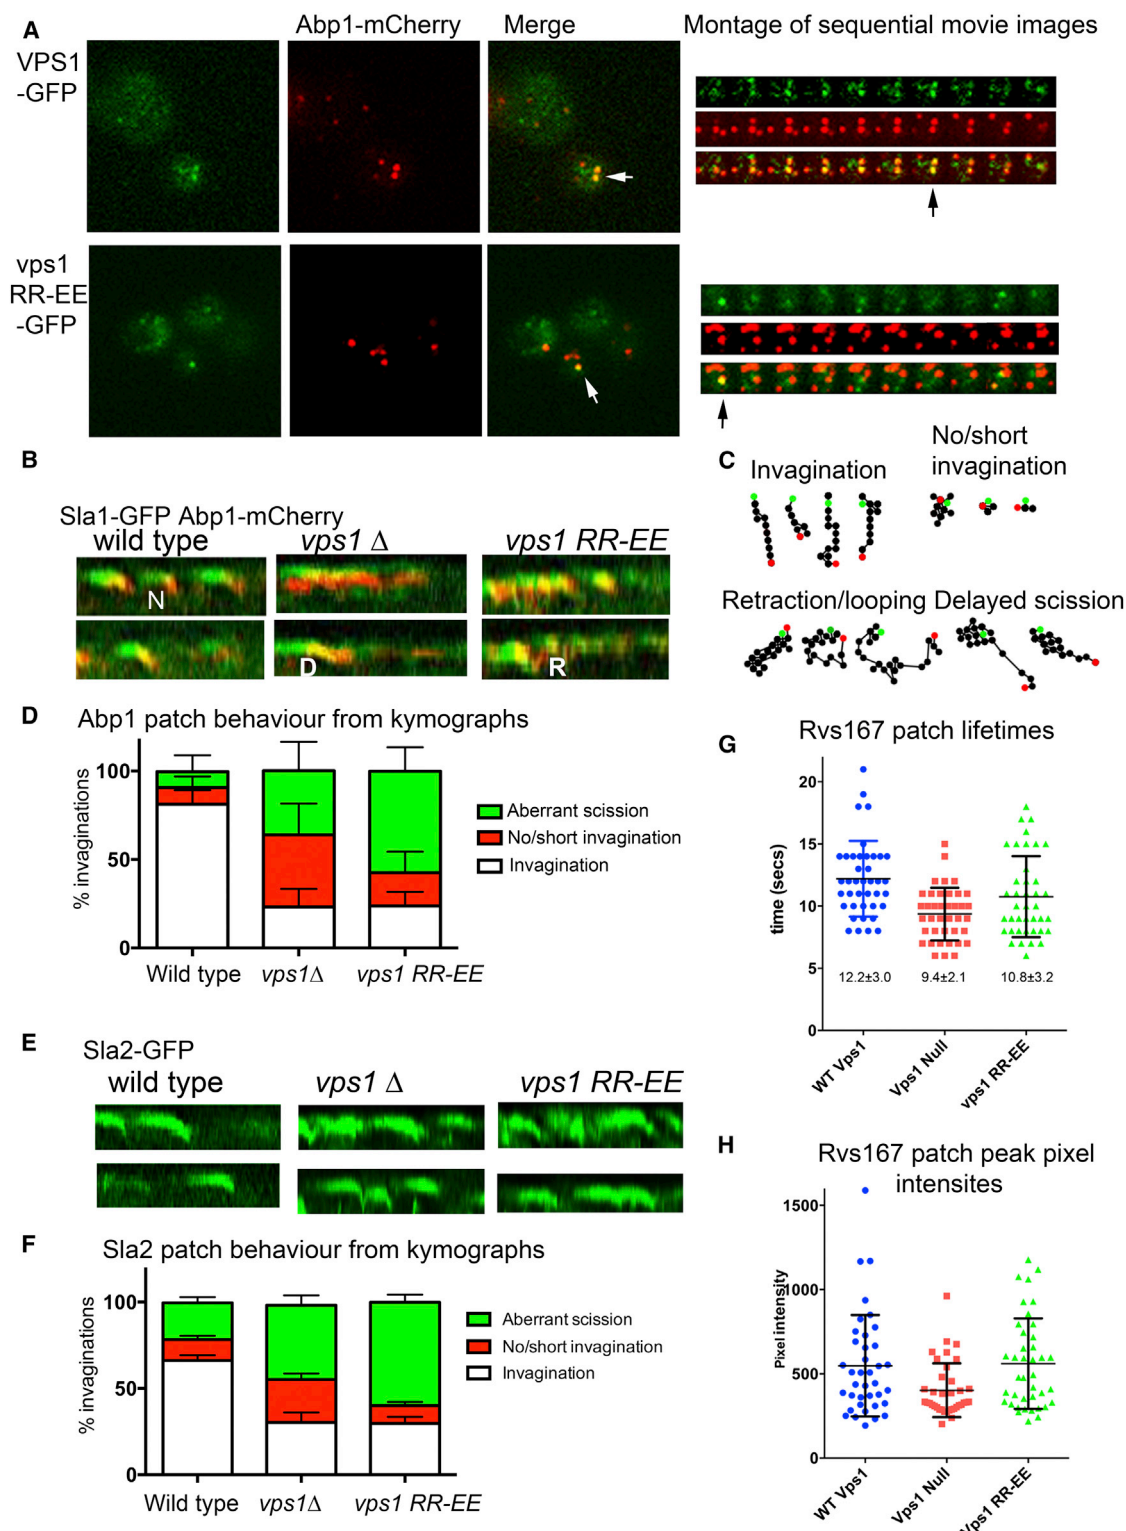 A
Abp1-mCherry
Merge
Montage of sequential movie images
VPS1
-GFP
vps1
RR-EE
-GFP
B
Sla1-GFP Abp1-mCherry
wild type
vps1 Δ
vps1 RR-EE
N
D
R
C
Invagination
No/short
invagination
Retraction/looping
Delayed scission
D
Abp1 patch behaviour from kymographs
% invaginations
100
50
0
Wild type
vps1Δ
vps1 RR-EE
Aberrant scission
No/short invagination
Invagination
E
Sla2-GFP
wild type
vps1 Δ
vps1 RR-EE
F
Sla2 patch behaviour from kymographs
% invaginations
100
50
0
Wild type
vps1Δ
vps1 RR-EE
Aberrant scission
No/short invagination
Invagination
G
Rvs167 patch lifetimes
time (secs)
20
15
10
5
0
12.2±3.0
9.4±2.1
10.8±3.2
WT Vps1
Vps1 Null
vps1 RR-EE
H
Rvs167 patch peak pixel
intensites
Pixel intensity
1500
1000
500
0
WT Vps1
Vps1 Null
Vps1 RR-EE